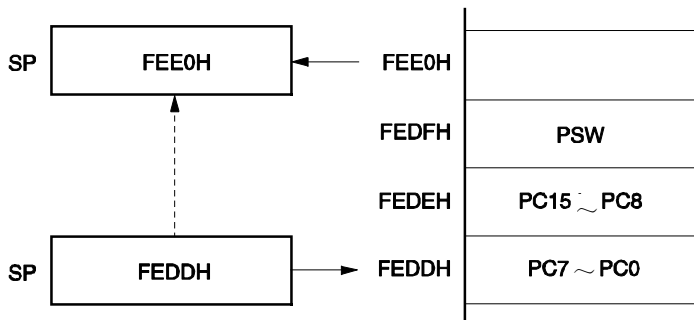 SP FEE0H FEE0H
FEDFH PSW
FEDEH PC15 ~ PC8
SP FEDDH FEDDH PC7 ~ PC0